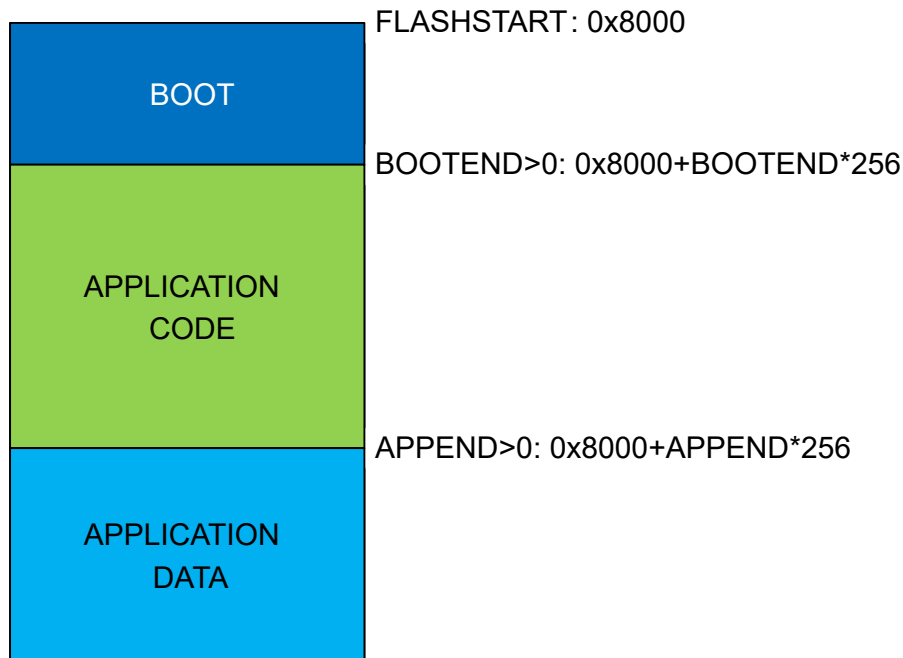 FLASHSTART: 0x8000
BOOT
BOOTEND>0: 0x8000+BOOTEND*256
APPLICATION
CODE
APPEND>0: 0x8000+APPEND*256
APPLICATION
DATA